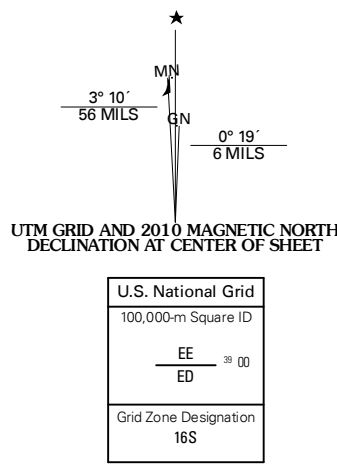 ★
MN
3° 10´
56 MILS
GN
0° 19´
6 MILS
UTM GRID AND 2010 MAGNETIC NORTH
DECLINATION AT CENTER OF SHEET
U.S. National Grid
100,000-m Square ID
EE
39 00
ED
Grid Zone Designation
16S